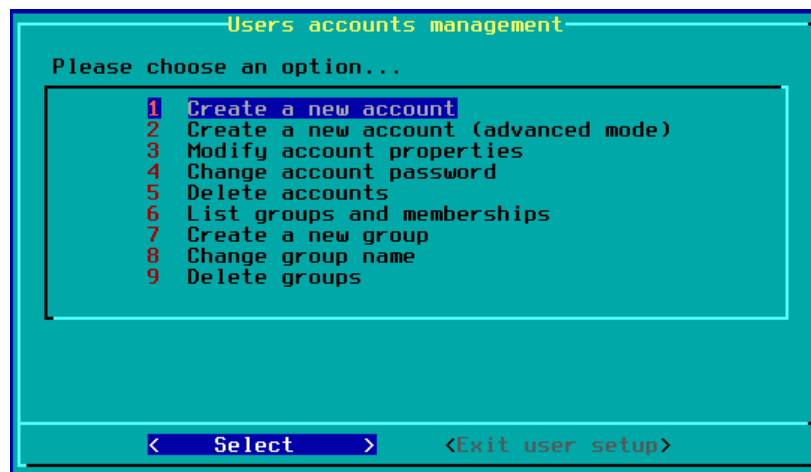 Users accounts management
Please choose an option...
1 Create a new account
2 Create a new account (advanced mode)
3 Modify account properties
4 Change account password
5 Delete accounts
6 List groups and memberships
7 Create a new group
8 Change group name
9 Delete groups
< Select > <Exit user setup>